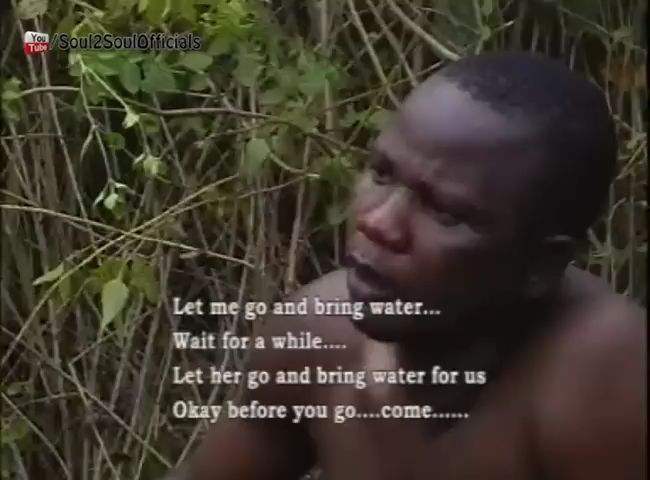 You Tube /Soul2SoulOfficials
Let me go and bring water...
Wait for a while....
Let her go and bring water for us
Okay before you go....come......